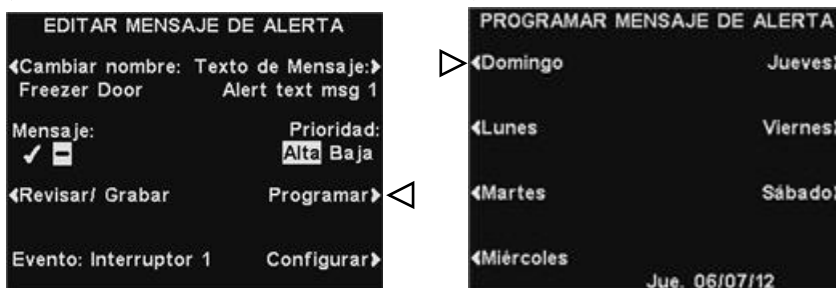 EDITAR MENSAJE DE ALERTA
Cambiar nombre: Texto de Mensaje:
Freezer Door Alert text msg 1
Mensaje: Prioridad:
Alta Baja
Revisar/ Grabar Programar
Evento: Interruptor 1 Configurar
PROGRAMAR MENSAJE DE ALERTA
Domingo Jueves
Lunes Viernes
Martes Sábado
Miércoles
Jue. 06/07/12